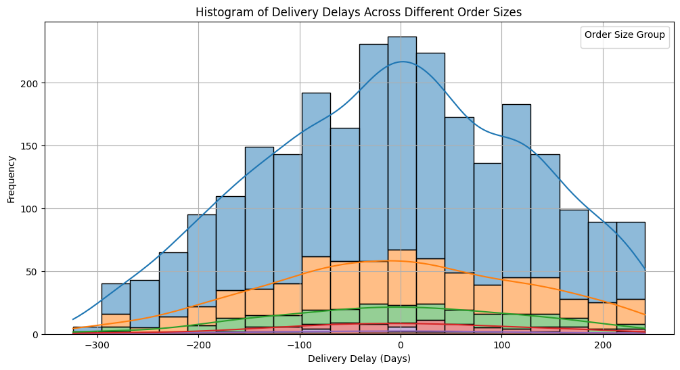 Histogram of Delivery Delays Across Different Order Sizes
Order Size Group
Frequency
200
150
100
50
0
−300
−200
−100
0
100
200
Delivery Delay (Days)